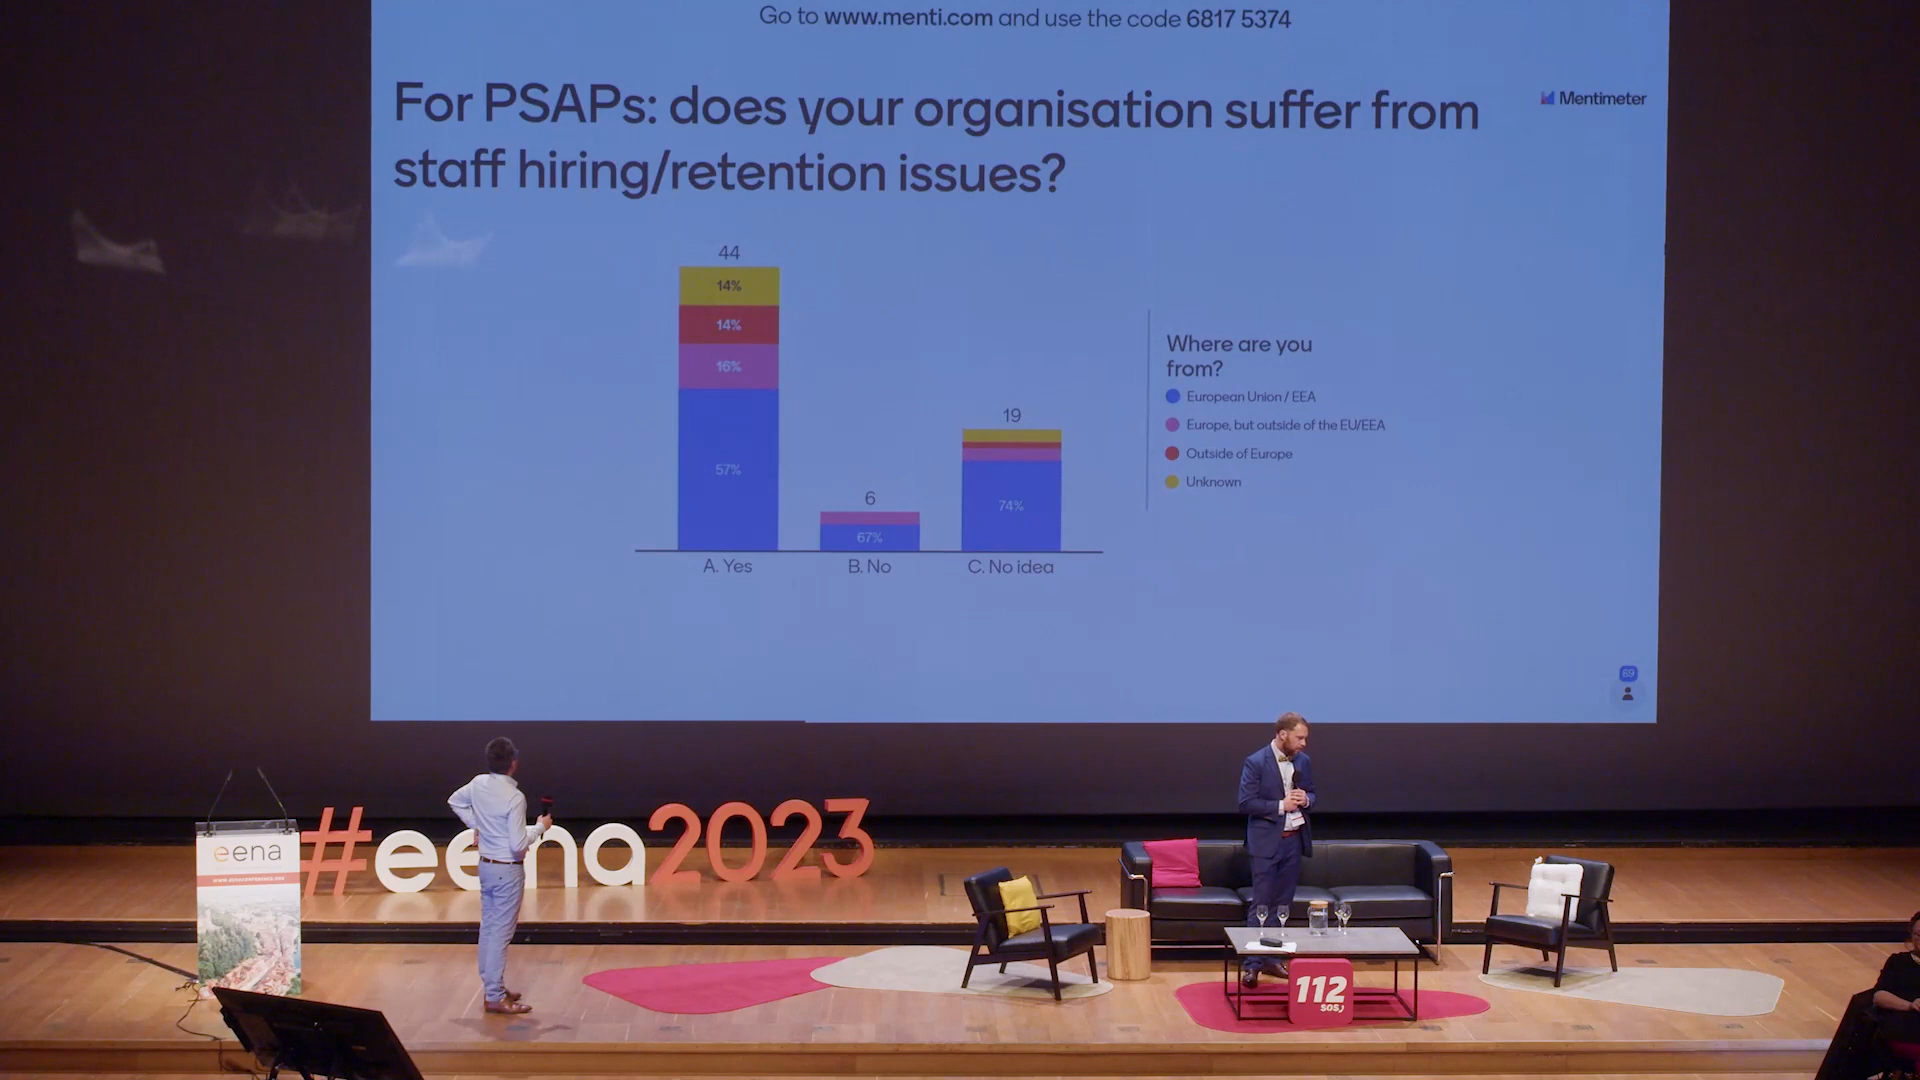 Go to www.menti.com and use the code 6817 5374
For PSAPs: does your organisation suffer from
staff hiring/retention issues?
Mentimeter
44
14%
14%
16%
57%
A. Yes
6
67%
B. No
19
74%
C. No idea
Where are you
from?
European Union / EEA
Europe, but outside of the EU/EEA
Outside of Europe
Unknown
69
eena
#eena2023
112
SOS